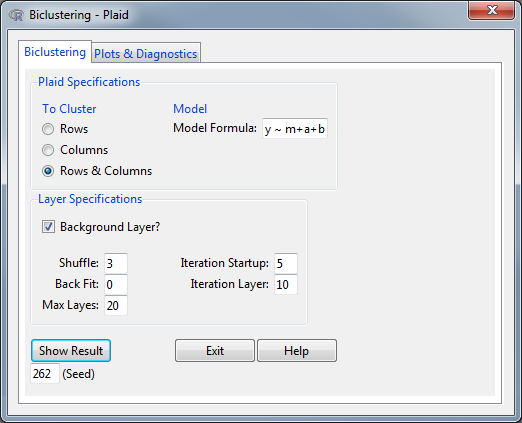 Biclustering - Plaid
Biclustering Plots & Diagnostics
Plaid Specifications
To Cluster Model
Rows Model Formula: y ~ m+a+b
Columns
Rows & Columns
Layer Specifications
Background Layer?
Shuffle: 3 Iteration Startup: 5
Back Fit: 0 Iteration Layer: 10
Max Layes: 20
Show Result Exit Help
262 (Seed)